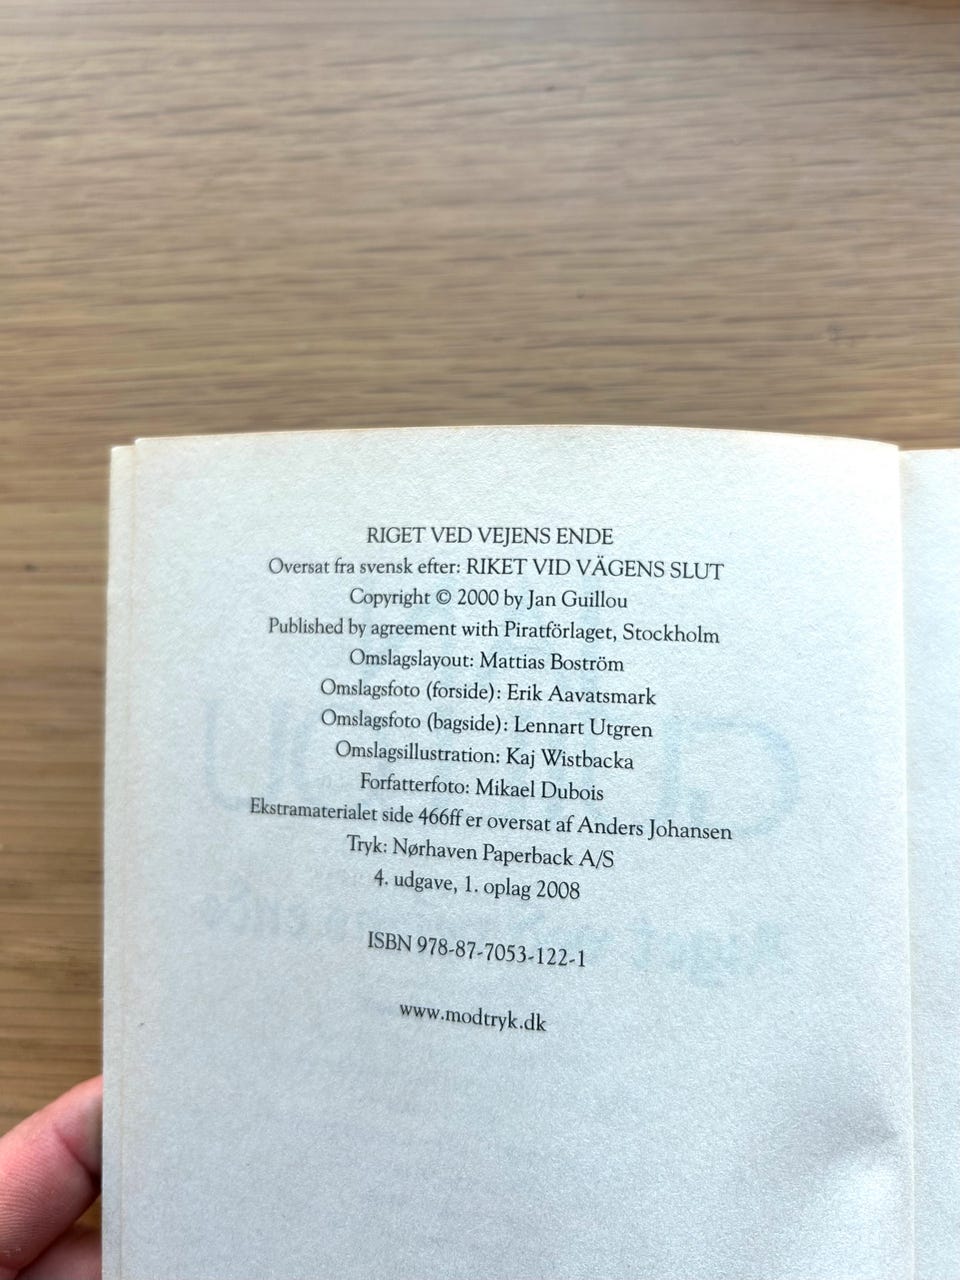 RIGET VED VEJENS ENDE
Oversat fra svensk efter: RIKET VID VÄGENS SLUT
Copyright © 2000 by Jan Guillou
Published by agreement with Piratförlaget, Stockholm
Omslagslayout: Mattias Boström
Omslagsfoto (forside): Erik Aavatsmark
Omslagsfoto (bagside): Lennart Utgren
Omslagsillustration: Kaj Wistbacka
Forfatterfoto: Mikael Dubois
Ekstramaterialet side 466ff er oversat af Anders Johansen
Tryk: Nørhaven Paperback A/S
4. udgave, 1. oplag 2008
ISBN 978-87-7053-122-1
www.modtryk.dk